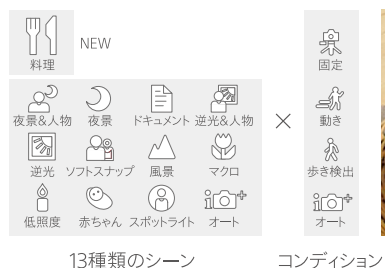 NEW
料理
夜景&人物 夜景 ドキュメント 逆光&人物
逆光 ソフトスナップ 風景 マクロ
低照度 赤ちゃん スポットライト オート
13種類のシーン
×
固定
動き
歩き検出
オート
コンディション